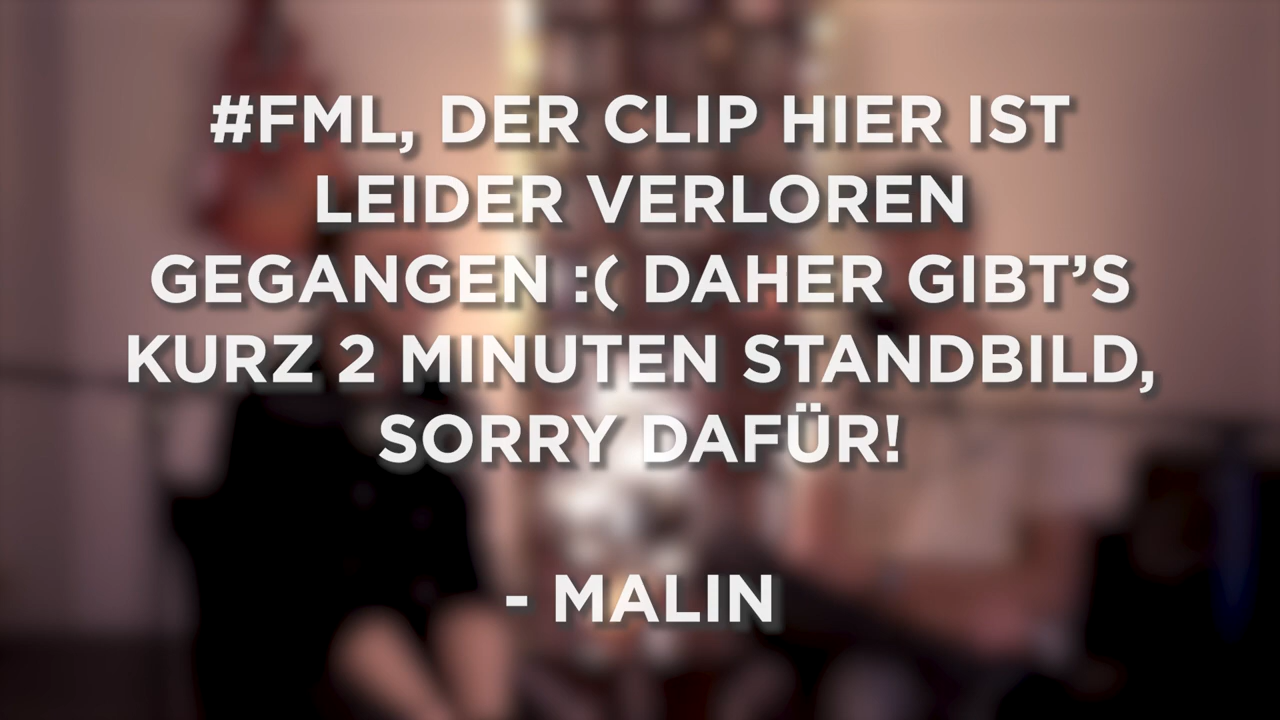 #FML, DER CLIP HIER IST
LEIDER VERLOREN
GEGANGEN :( DAHER GIBT’S
KURZ 2 MINUTEN STANDBILD,
SORRY DAFÜR!
- MALIN